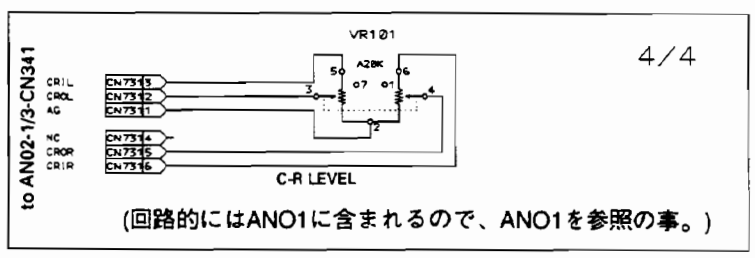 to AN02-1/3-CN341
VR101
4/4
A20K
5
6
7
1
3
4
2
CRIL CN7313
CROL CN7312
AG CN7311
NC CN7314
CROR CN7315
CRIR CN7316
C-R LEVEL
(回路的にはANO1に含まれるので、ANO1を参照の事。)